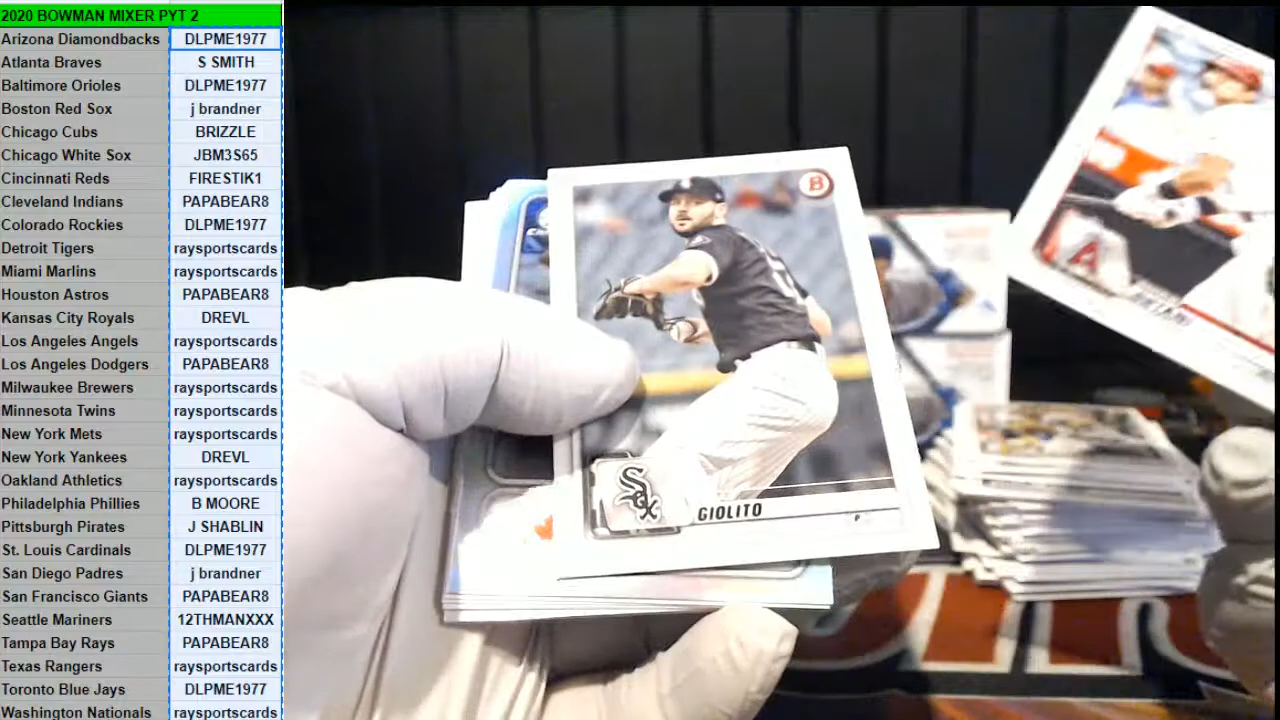 2020 BOWMAN MIXER PYT 2
Arizona Diamondbacks DLPME1977
Atlanta Braves S SMITH
Baltimore Orioles DLPME1977
Boston Red Sox j brandner
Chicago Cubs BRIZZLE
Chicago White Sox JBM3S65
Cincinnati Reds FIRESTIK1
Cleveland Indians PAPABEAR8
Colorado Rockies DLPME1977
Detroit Tigers raysportscards
Miami Marlins raysportscards
Houston Astros PAPABEAR8
Kansas City Royals DREVL
Los Angeles Angels raysportscards
Los Angeles Dodgers PAPABEAR8
Milwaukee Brewers raysportscards
Minnesota Twins raysportscards
New York Mets raysportscards
New York Yankees DREVL
Oakland Athletics raysportscards
Philadelphia Phillies B MOORE
Pittsburgh Pirates J SHABLIN
St. Louis Cardinals DLPME1977
San Diego Padres j brandner
San Francisco Giants PAPABEAR8
Seattle Mariners 12THMANXXX
Tampa Bay Rays PAPABEAR8
Texas Rangers raysportscards
Toronto Blue Jays DLPME1977
Washington Nationals raysportscards
B
Sox
GIOLITO
P
A